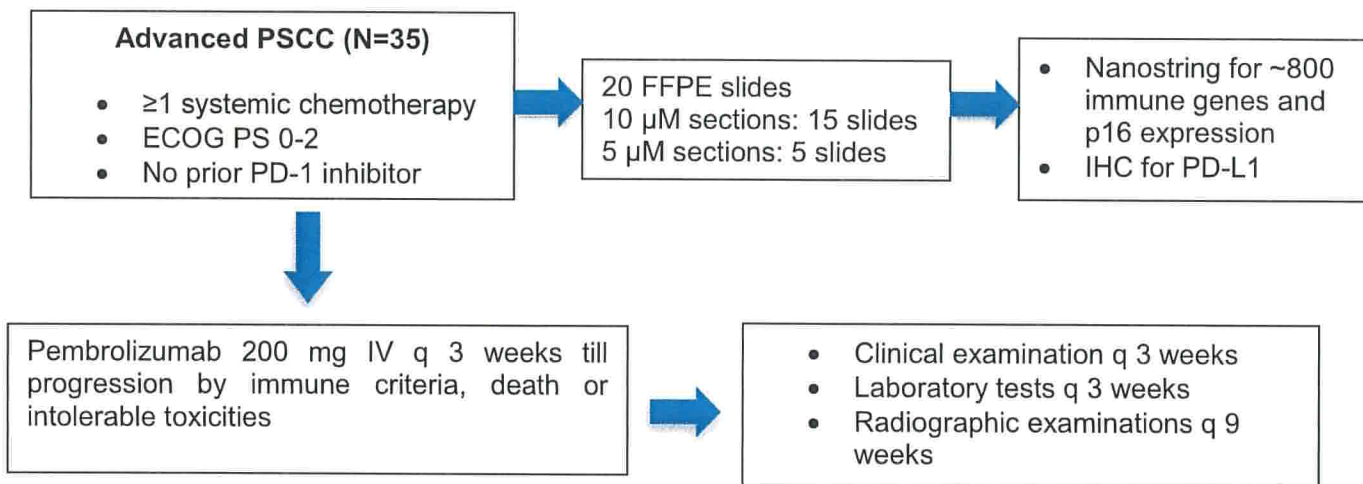 Advanced PSCC (N=35)
• ≥1 systemic chemotherapy
• ECOG PS 0-2
• No prior PD-1 inhibitor
20 FFPE slides
10 µM sections: 15 slides
5 µM sections: 5 slides
• Nanostring for ~800
immune genes and
p16 expression
• IHC for PD-L1
Pembrolizumab 200 mg IV q 3 weeks till
progression by immune criteria, death or
intolerable toxicities
• Clinical examination q 3 weeks
• Laboratory tests q 3 weeks
• Radiographic examinations q 9
weeks